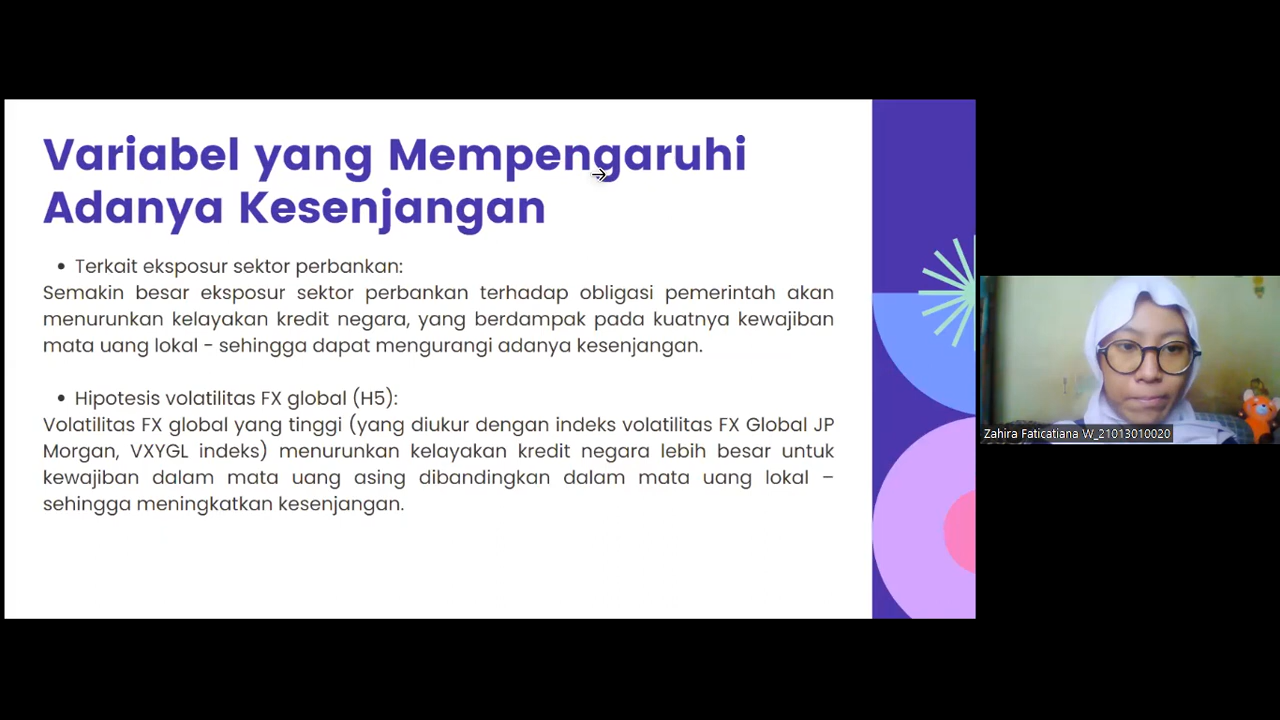 Variabel yang Mempengaruhi
Adanya Kesenjangan
• Terkait eksposur sektor perbankan:
Semakin besar eksposur sektor perbankan terhadap obligasi pemerintah akan
menurunkan kelayakan kredit negara, yang berdampak pada kuatnya kewajiban
mata uang lokal - sehingga dapat mengurangi adanya kesenjangan.
• Hipotesis volatilitas FX global (H5):
Volatilitas FX global yang tinggi (yang diukur dengan indeks volatilitas FX Global JP
Morgan, VXYGL indeks) menurunkan kelayakan kredit negara lebih besar untuk
kewajiban dalam mata uang asing dibandingkan dalam mata uang lokal –
sehingga meningkatkan kesenjangan.
Zahira Faticatiana W_21013010020